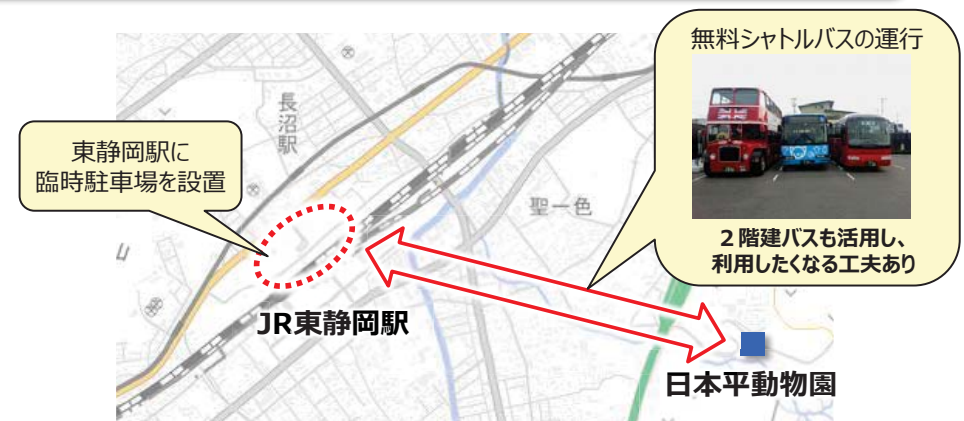 無料シャトルバスの運行
２階建バスも活用し、
利用したくなる工夫あり
東静岡駅に
臨時駐車場を設置
長沼駅
聖一色
山
JR東静岡駅
日本平動物園